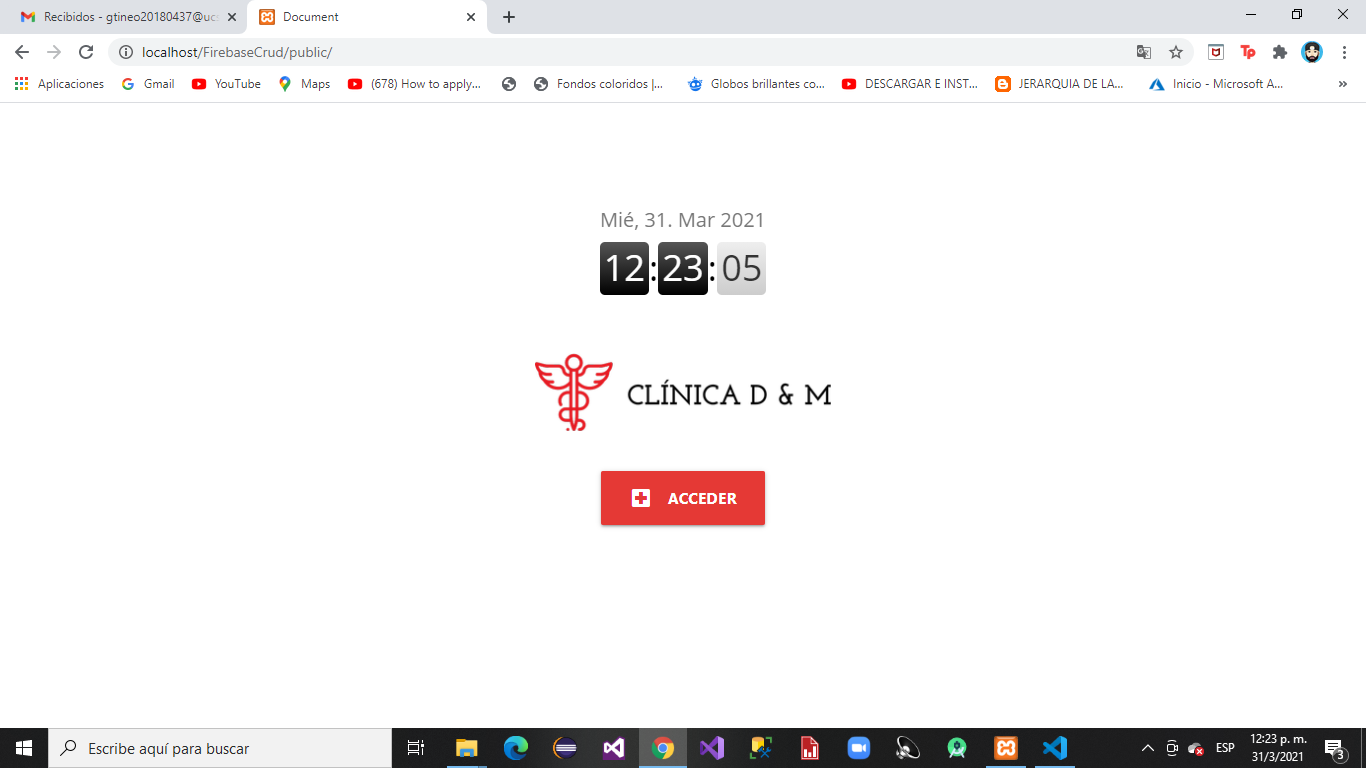 Recibidos - gtineo20180437@ucs
Document
localhost/FirebaseCrud/public/
Aplicaciones
Gmail
YouTube
Maps
(678) How to apply...
Fondos coloridos |...
Globos brillantes co...
DESCARGAR E INST...
JERARQUIA DE LA...
Inicio - Microsoft A...
Mié, 31. Mar 2021
12:23:05
CLÍNICA D & M
ACCEDER
Escribe aquí para buscar
ESP
12:23 p. m.
31/3/2021
3